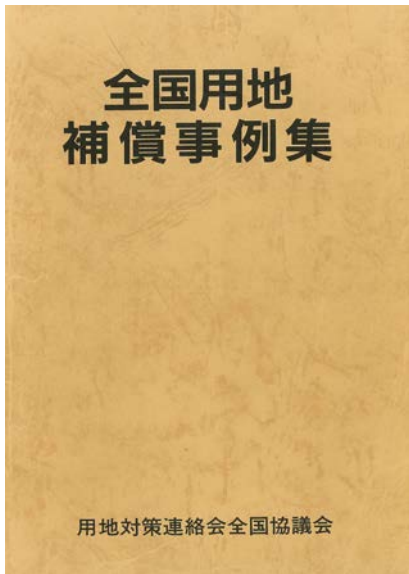 全国用地
補償事例集
用地対策連絡会全国協議会